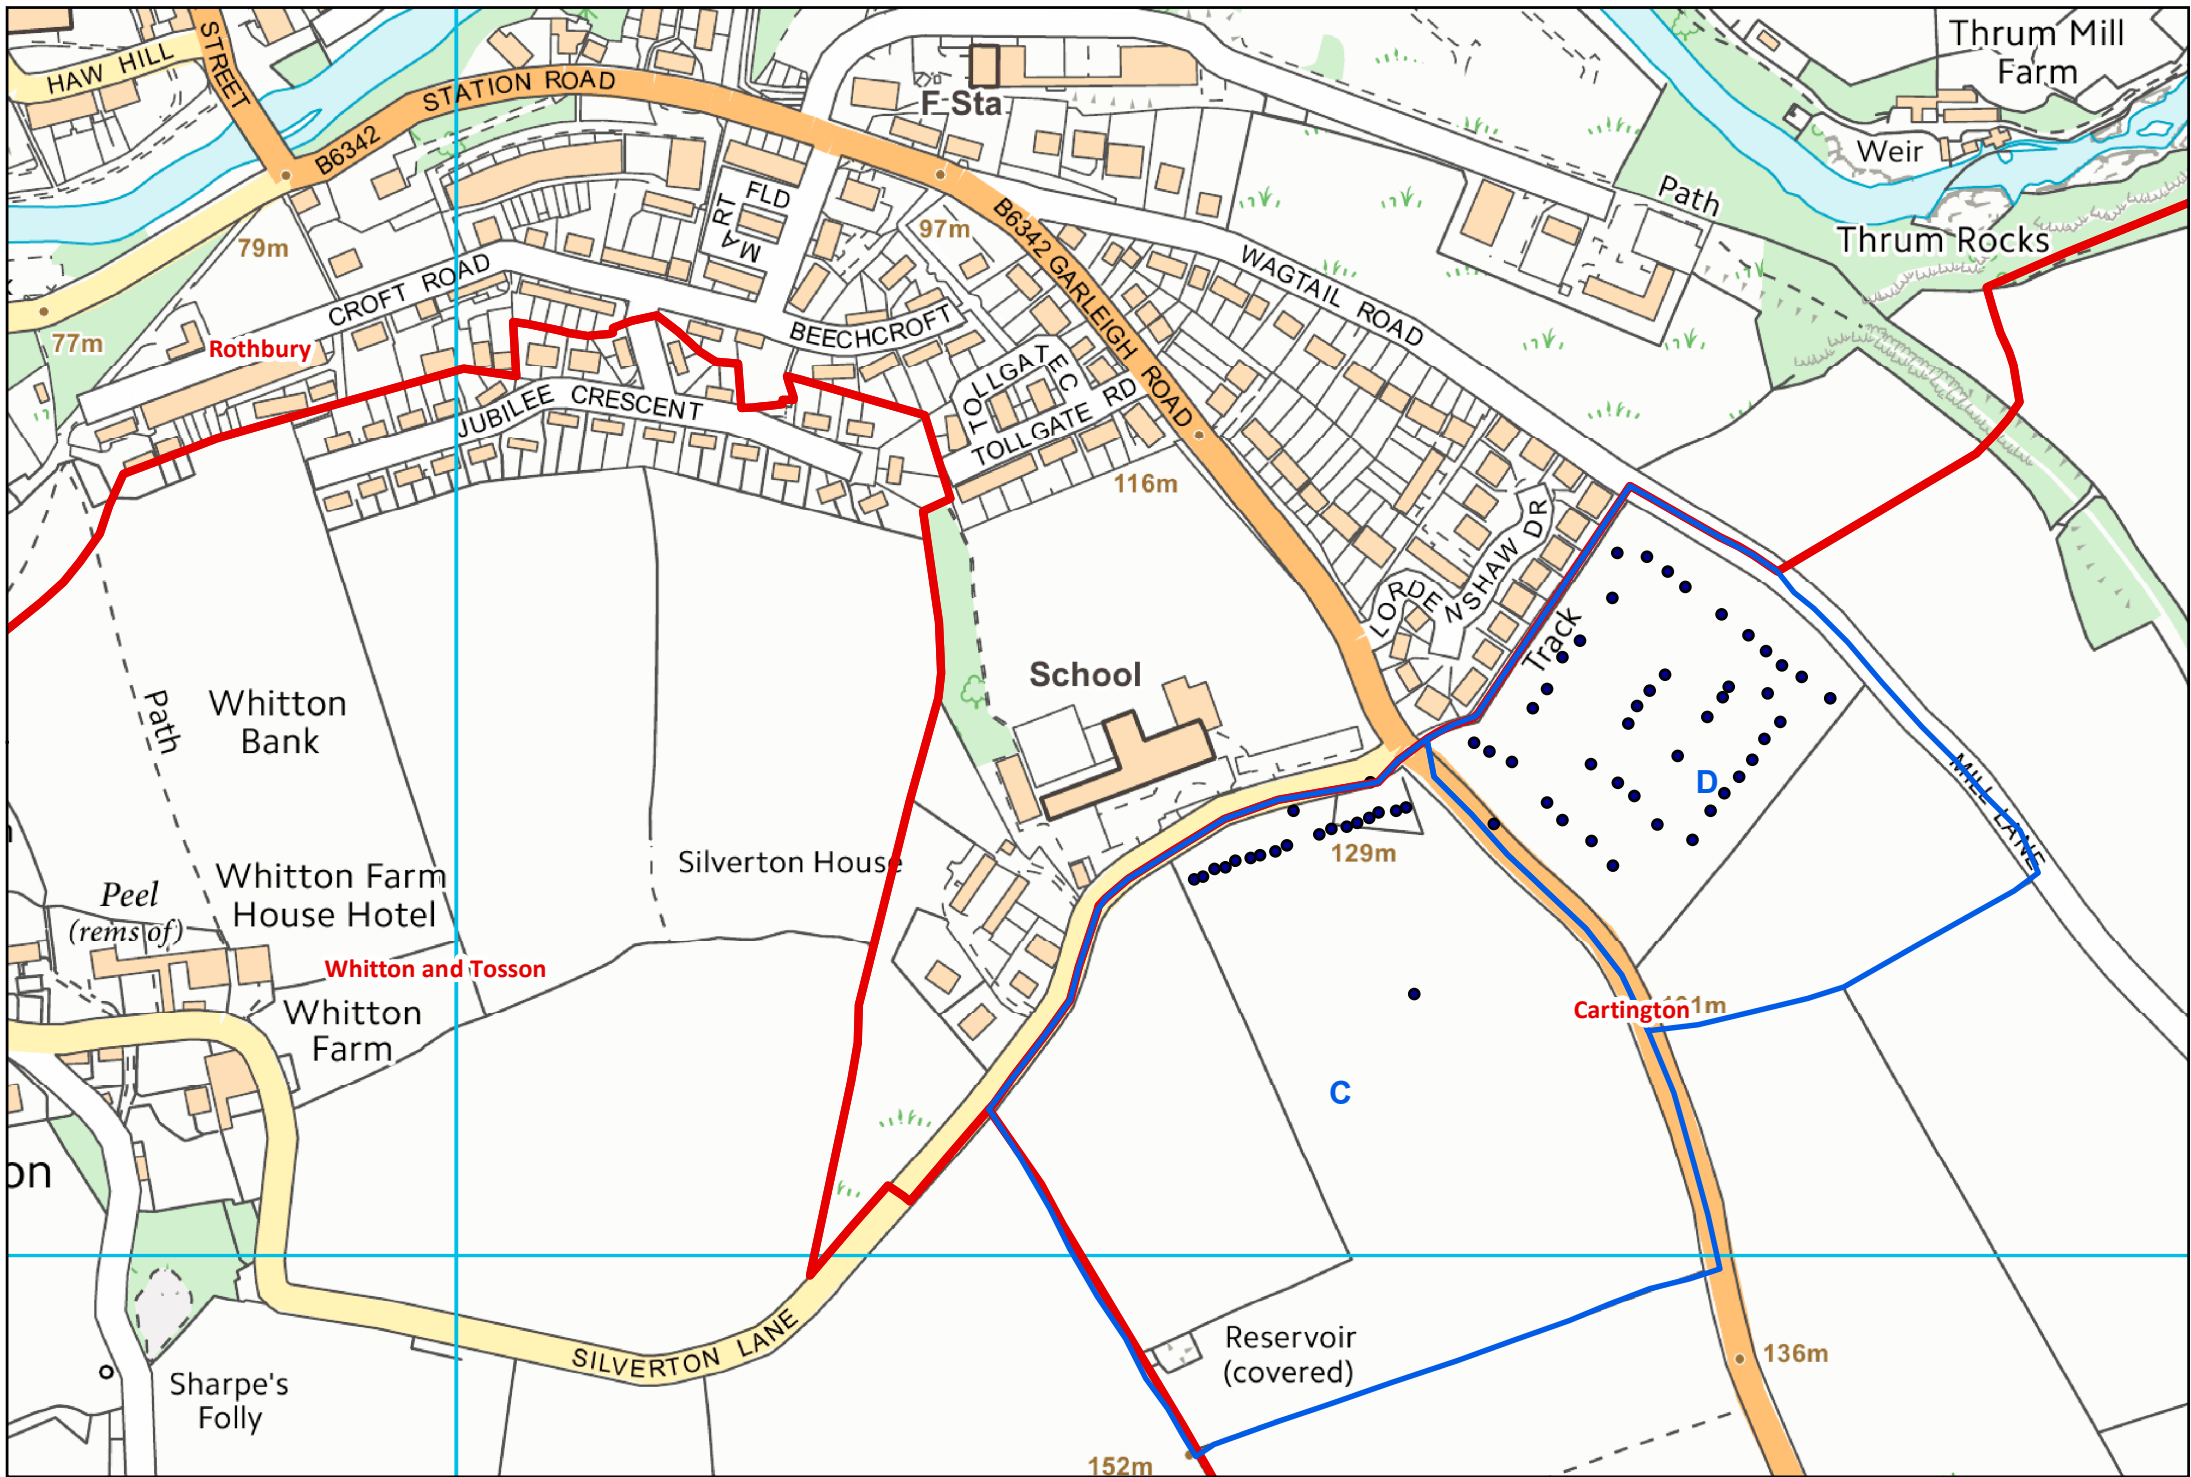 HAW HILL
STREET
B6342
STATION ROAD
F Sta
Thrum Mill
Farm
Weir
Path
Thrum Rocks
79m
77m
97m
MART
FLD
CROFT ROAD
Rothbury
BEECHCROFT
B6342 GARLEIGH ROAD
WAGTAIL ROAD
JUBILEE CRESCENT
TOLLGATE
TOLLGATE RD
116m
LORDENSHAW DR
Track
School
Path
Whitton
Bank
D
MILL LANE
Silverton House
129m
Peel
(rems of)
Whitton Farm
House Hotel
Whitton and Tosson
Whitton
Farm
Cartington
1m
C
on
Reservoir
(covered)
136m
SILVERTON LANE
Sharpe's
Folly
152m